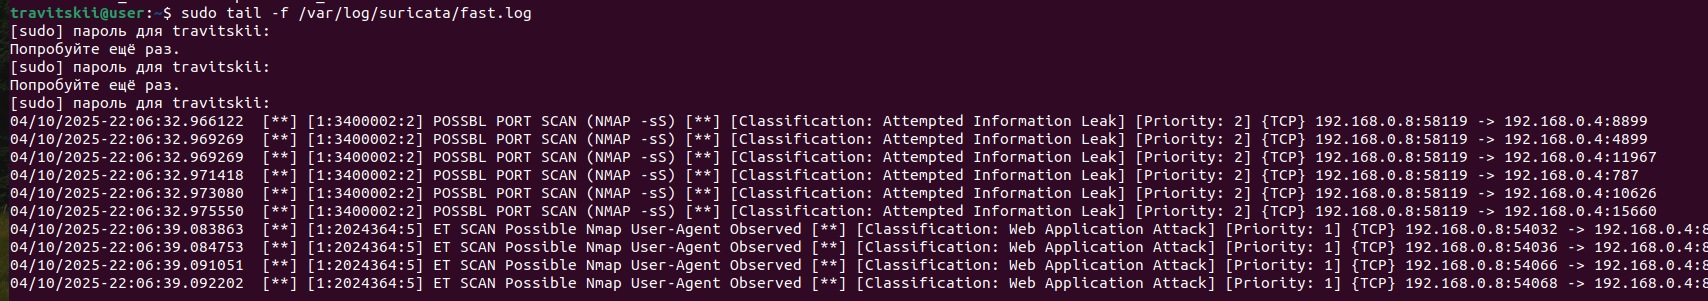 travitskii@user:~$ sudo tail -f /var/log/suricata/fast.log
[sudo] пароль для travitskii:
Попробуйте ещё раз.
[sudo] пароль для travitskii:
Попробуйте ещё раз.
[sudo] пароль для travitskii:
04/10/2025-22:06:32.966122  [**] [1:3400002:2] POSSBL PORT SCAN (NMAP -sS) [**] [Classification: Attempted Information Leak] [Priority: 2] {TCP} 192.168.0.8:58119 -> 192.168.0.4:8899
04/10/2025-22:06:32.969269  [**] [1:3400002:2] POSSBL PORT SCAN (NMAP -sS) [**] [Classification: Attempted Information Leak] [Priority: 2] {TCP} 192.168.0.8:58119 -> 192.168.0.4:4899
04/10/2025-22:06:32.969269  [**] [1:3400002:2] POSSBL PORT SCAN (NMAP -sS) [**] [Classification: Attempted Information Leak] [Priority: 2] {TCP} 192.168.0.8:58119 -> 192.168.0.4:11967
04/10/2025-22:06:32.971418  [**] [1:3400002:2] POSSBL PORT SCAN (NMAP -sS) [**] [Classification: Attempted Information Leak] [Priority: 2] {TCP} 192.168.0.8:58119 -> 192.168.0.4:787
04/10/2025-22:06:32.973080  [**] [1:3400002:2] POSSBL PORT SCAN (NMAP -sS) [**] [Classification: Attempted Information Leak] [Priority: 2] {TCP} 192.168.0.8:58119 -> 192.168.0.4:10626
04/10/2025-22:06:32.975550  [**] [1:3400002:2] POSSBL PORT SCAN (NMAP -sS) [**] [Classification: Attempted Information Leak] [Priority: 2] {TCP} 192.168.0.8:58119 -> 192.168.0.4:15660
04/10/2025-22:06:39.083863  [**] [1:2024364:5] ET SCAN Possible Nmap User-Agent Observed [**] [Classification: Web Application Attack] [Priority: 1] {TCP} 192.168.0.8:54032 -> 192.168.0.4:8
04/10/2025-22:06:39.084753  [**] [1:2024364:5] ET SCAN Possible Nmap User-Agent Observed [**] [Classification: Web Application Attack] [Priority: 1] {TCP} 192.168.0.8:54036 -> 192.168.0.4:8
04/10/2025-22:06:39.091051  [**] [1:2024364:5] ET SCAN Possible Nmap User-Agent Observed [**] [Classification: Web Application Attack] [Priority: 1] {TCP} 192.168.0.8:54066 -> 192.168.0.4:8
04/10/2025-22:06:39.092202  [**] [1:2024364:5] ET SCAN Possible Nmap User-Agent Observed [**] [Classification: Web Application Attack] [Priority: 1] {TCP} 192.168.0.8:54068 -> 192.168.0.4:8